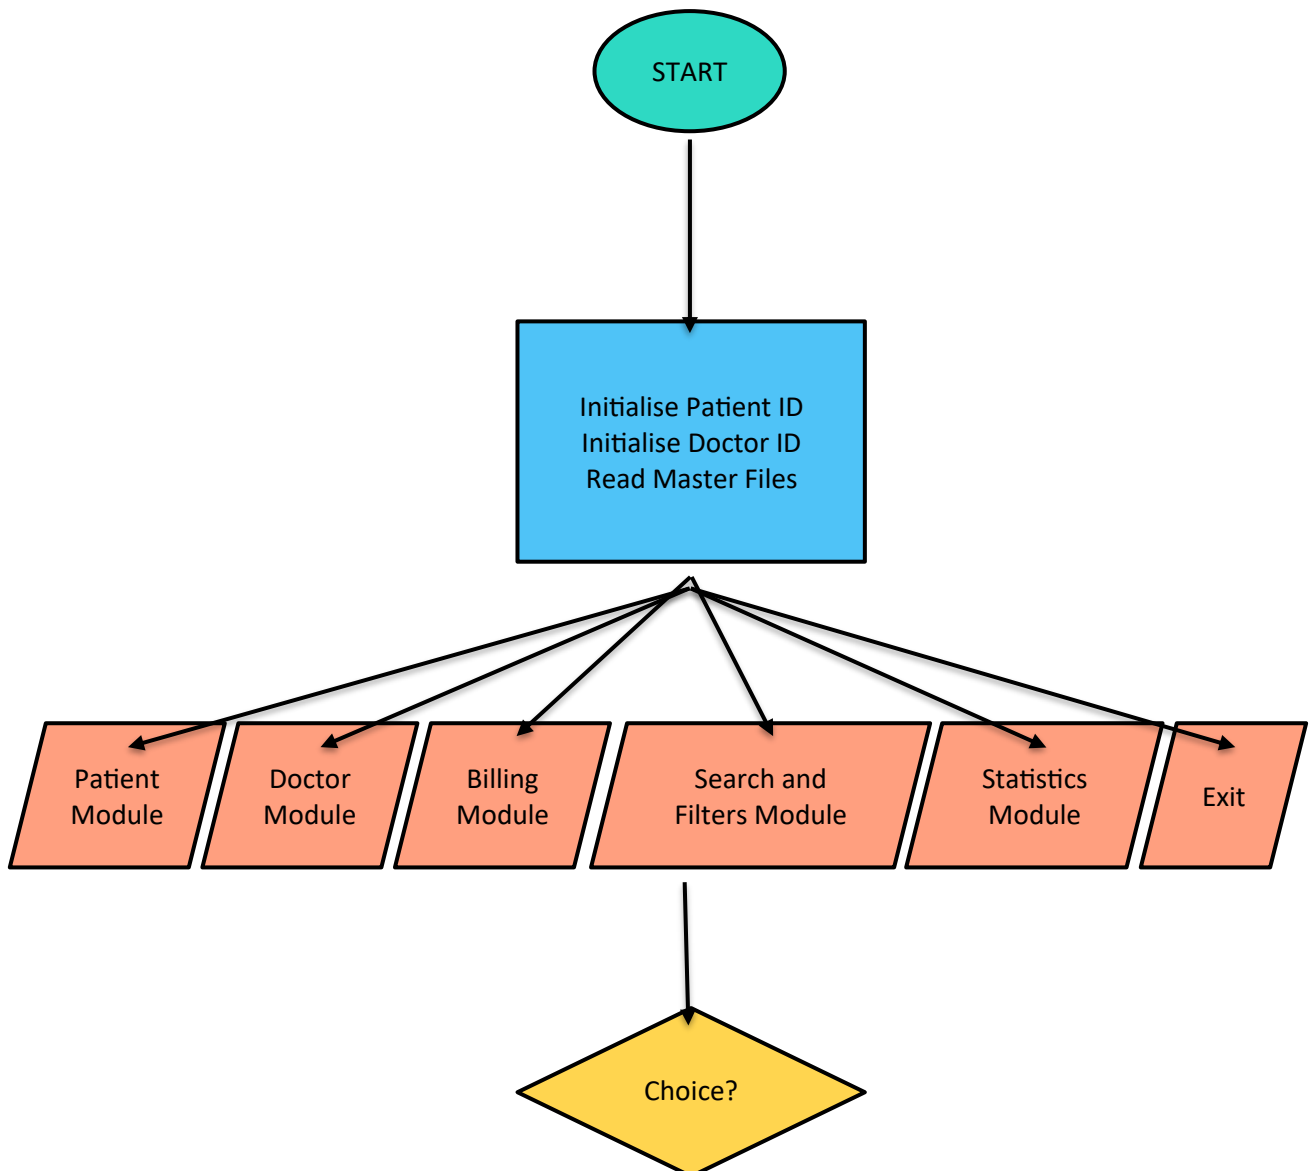 START
Initialise Patient ID
Initialise Doctor ID
Read Master Files
Patient
Module
Doctor
Module
Billing
Module
Search and
Filters Module
Statistics
Module
Exit
Choice?